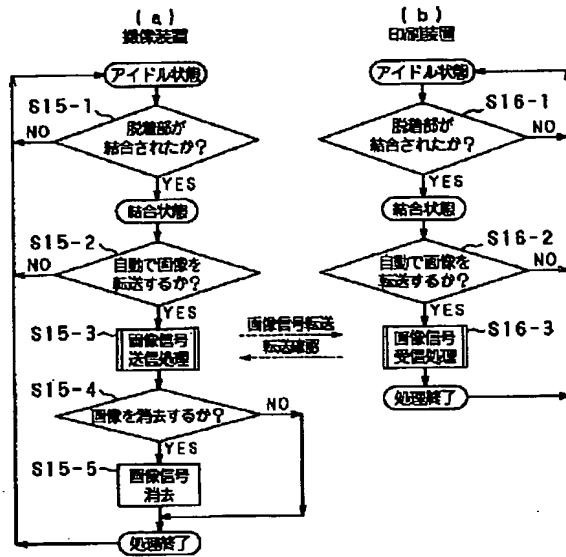 (a)
撮像装置
アイドル状態
S15-1
脱着部が
結合されたか?
NO
YES
結合状態
S15-2
自動で画像を
転送するか?
NO
YES
S15-3
画像信号
送信処理
S15-4
画像を消去するか?
NO
YES
S15-5
画像信号
消去
処理終了
画像信号転送
転送確認
(b)
印刷装置
アイドル状態
S16-1
脱着部が
結合されたか?
NO
YES
結合状態
S16-2
自動で画像を
転送するか?
NO
YES
S16-3
画像信号
受信処理
処理終了